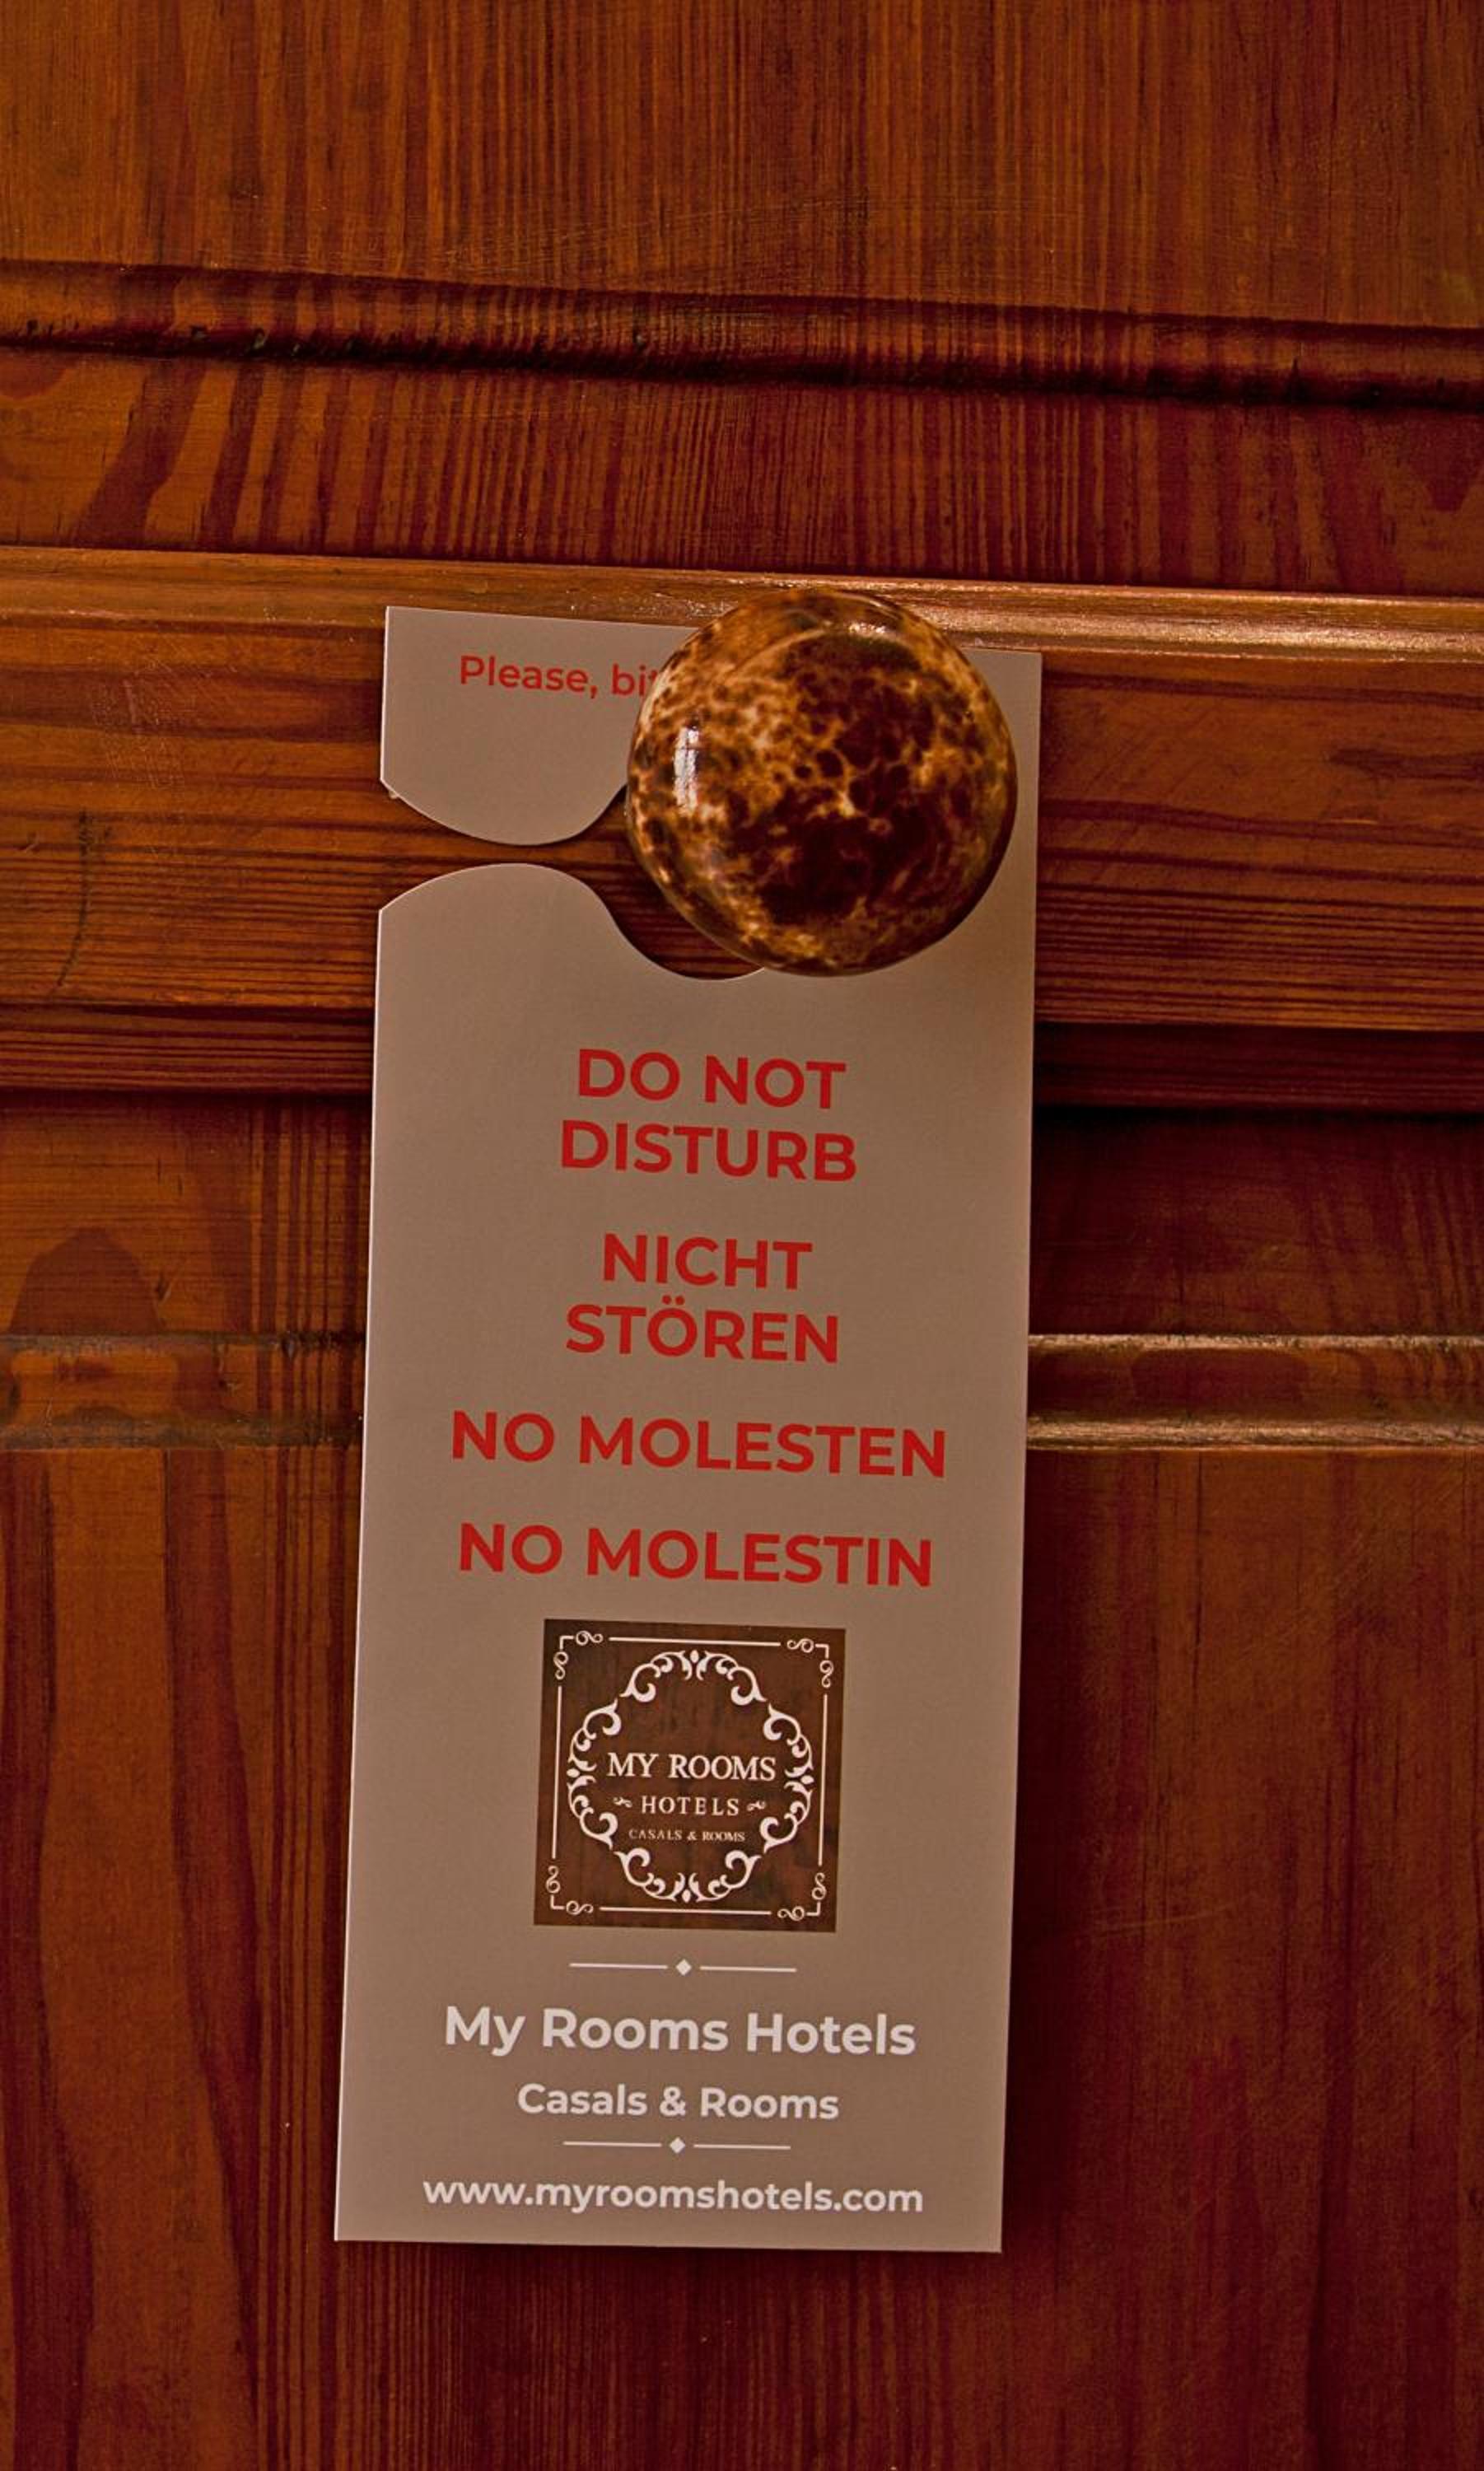 Please, bit
DO NOT
DISTURB
NICHT
STÖREN
NO MOLESTEN
NO MOLESTIN
MY ROOMS
HOTELS
CASALS & ROOMS
My Rooms Hotels
Casals & Rooms
www.myroomshotels.com